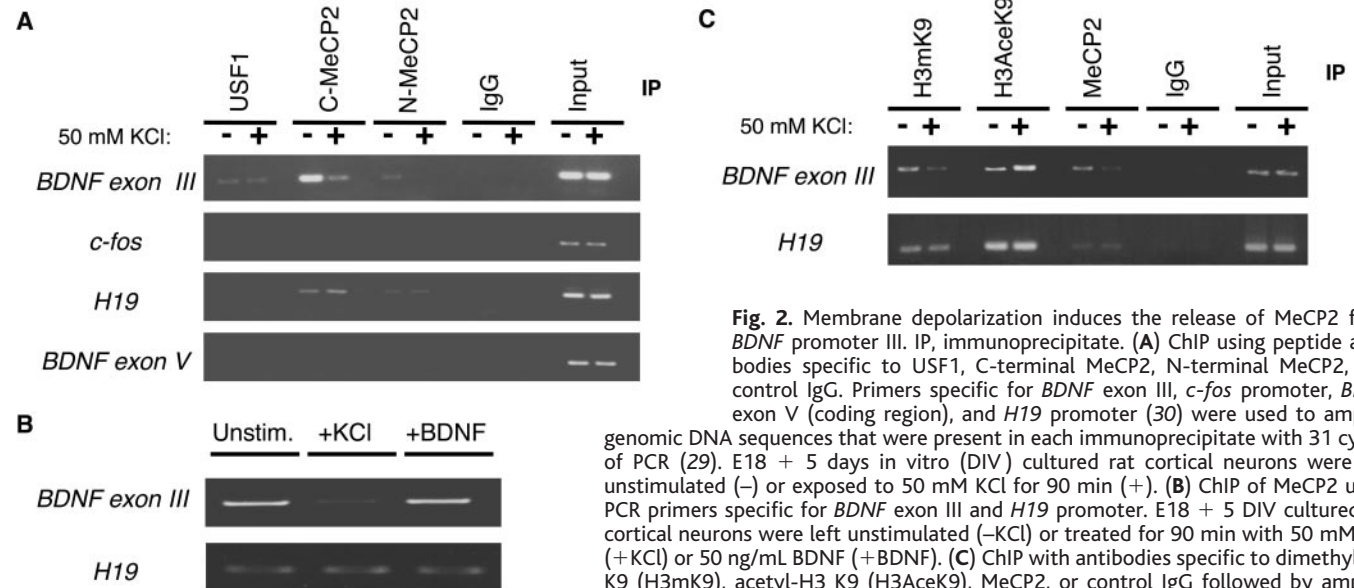 A
USF1
C-MeCP2
N-MeCP2
IgG
Input
IP
50 mM KCl: - + - + - + - + - +
BDNF exon III
c-fos
H19
BDNF exon V
B
Unstim. +KCl +BDNF
BDNF exon III
H19
C
H3mK9
H3AceK9
MeCP2
IgG
Input
IP
50 mM KCl: - + - + - + - + - +
BDNF exon III
H19
Fig. 2. Membrane depolarization induces the release of MeCP2
BDNF promoter III. IP, immunoprecipitate. (A) ChIP using peptide
bodies specific to USF1, C-terminal MeCP2, N-terminal MeCP2,
control IgG. Primers specific for BDNF exon III, c-fos promoter,
exon V (coding region), and H19 promoter (30) were used to
genomic DNA sequences that were present in each immunoprecipitate with 31
of PCR (29). E18 + 5 days in vitro (DIV) cultured rat cortical neurons were
unstimulated (–) or exposed to 50 mM KCl for 90 min (+). (B) ChIP of MeCP2
PCR primers specific for BDNF exon III and H19 promoter. E18 + 5 DIV cultured
cortical neurons were left unstimulated (–KCl) or treated for 90 min with 50 mM
(+KCl) or 50 ng/mL BDNF (+BDNF). (C) ChIP with antibodies specific to
K9 (H3mK9), acetyl-H3 K9 (H3AceK9), MeCP2, or control IgG followed by